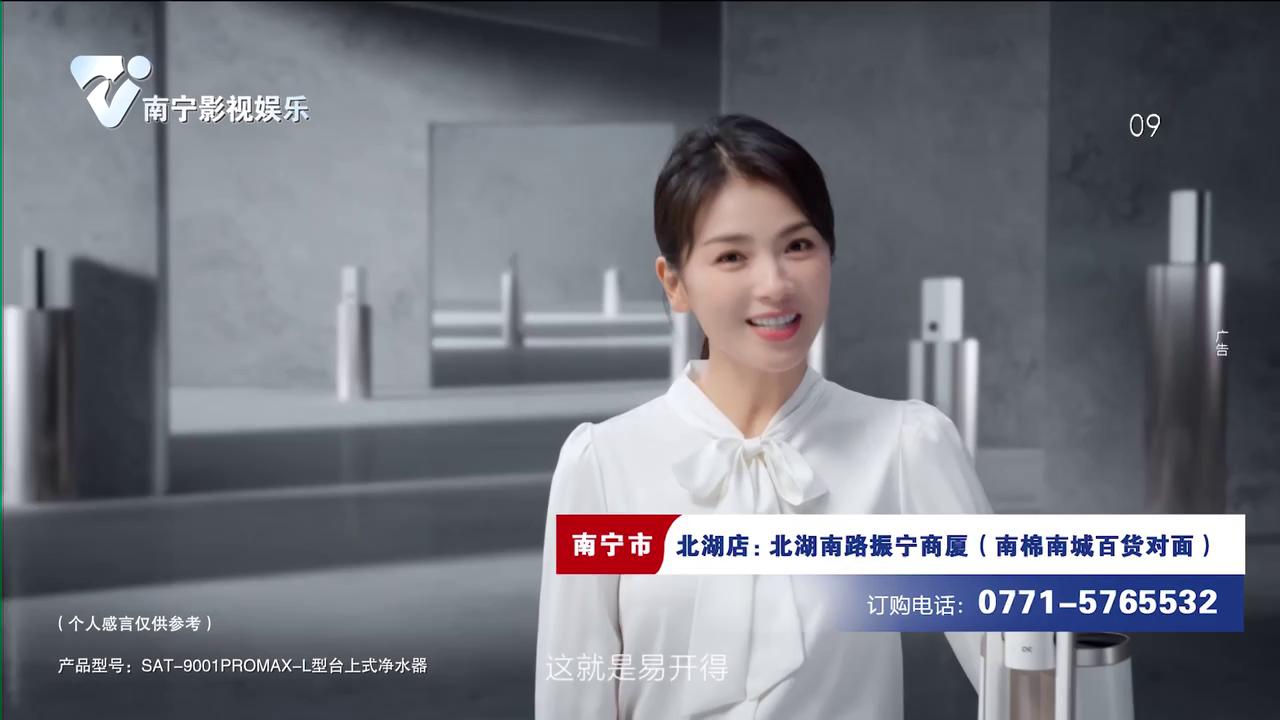 南宁影视娱乐
09
广告
南宁市
北湖店：北湖南路振宁商厦（南棉南城百货对面）
订购电话：0771-5765532
（个人感言仅供参考）
产品型号：SAT-9001PROMAX-L型台上式净水器
这就是易开得